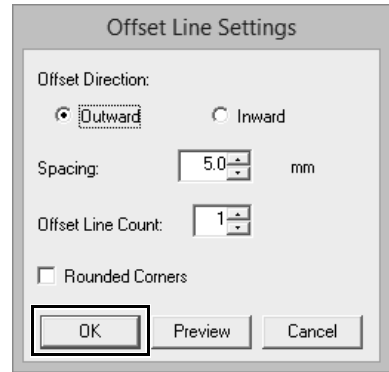 Offset Line Settings
Offset Direction:
Outward Inward
Spacing: 5.0 mm
Offset Line Count: 1
Rounded Corners
OK Preview Cancel